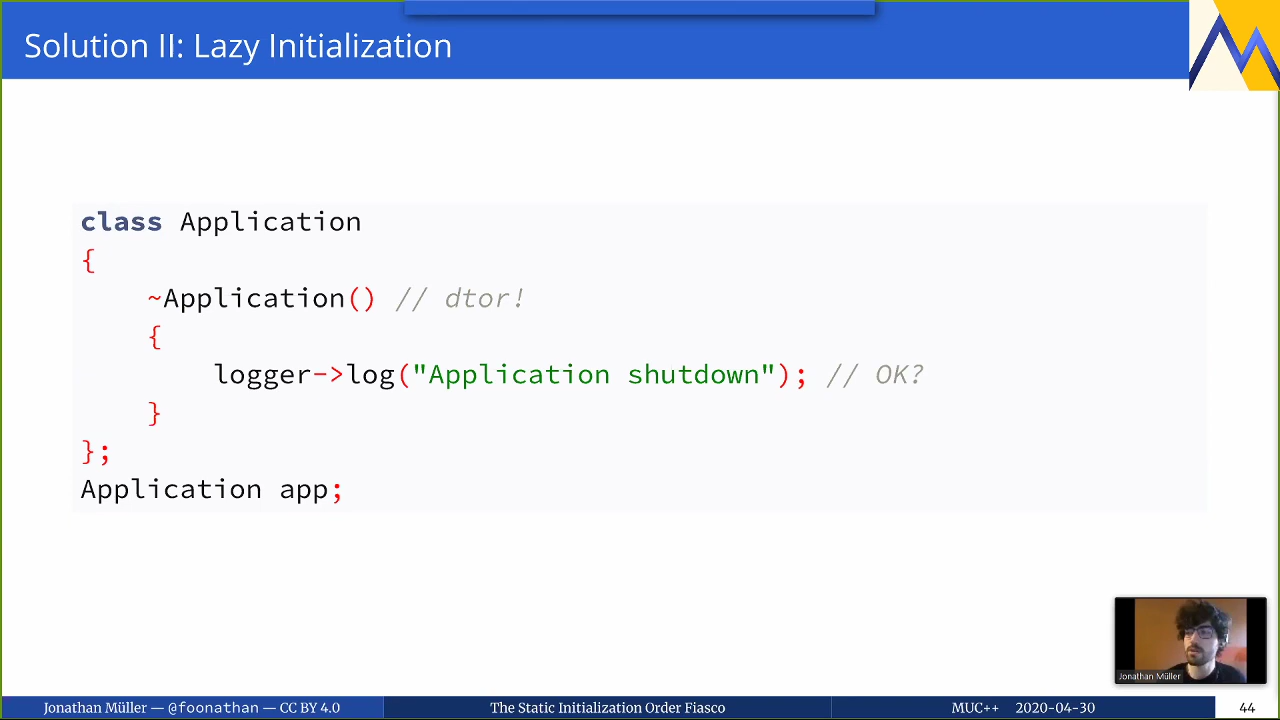 Solution II: Lazy Initialization
class Application
{
    ~Application() // dtor!
    {
        logger->log("Application shutdown"); // OK?
    }
};
Application app;
Jonathan Müller
Jonathan Müller — @foonathan — CC BY 4.0
The Static Initialization Order Fiasco
MUC++ 2020-04-30
44